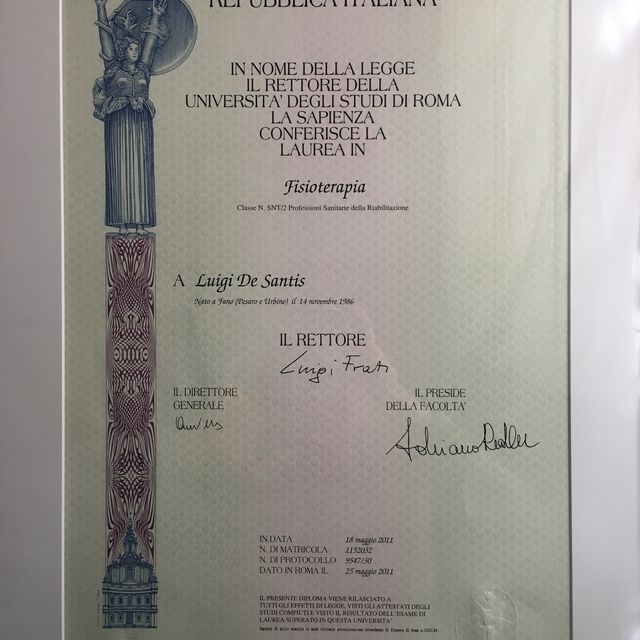 REPUBBLICA ITALIANA
IN NOME DELLA LEGGE
IL RETTORE DELLA
UNIVERSITA' DEGLI STUDI DI ROMA
LA SAPIENZA
CONFERISCE LA
LAUREA IN
Fisioterapia
Classe N. SNT/2 Professioni Sanitarie della Riabilitazione
A Luigi De Santis
Nato a Fano (Pesaro e Urbino) il 14 novembre 1986
IL RETTORE
Luigi Frati
IL DIRETTORE
GENERALE
IL PRESIDE
DELLA FACOLTA'
Adriano
IN DATA 18 maggio 2011
N. DI MATRICOLA 1152032
N. DI PROTOCOLLO 9547/30
DATO IN ROMA IL 25 maggio 2011
IL PRESENTE DIPLOMA VIENE RILASCIATO A
TUTTI GLI EFFETTI DI LEGGE, VISTI GLI ATTESTATI DEGLI
STUDI COMPIUTI E VISTO IL RISULTATO DELL'ESAME DI
LAUREA SUPERATO IN QUESTA UNIVERSITA'